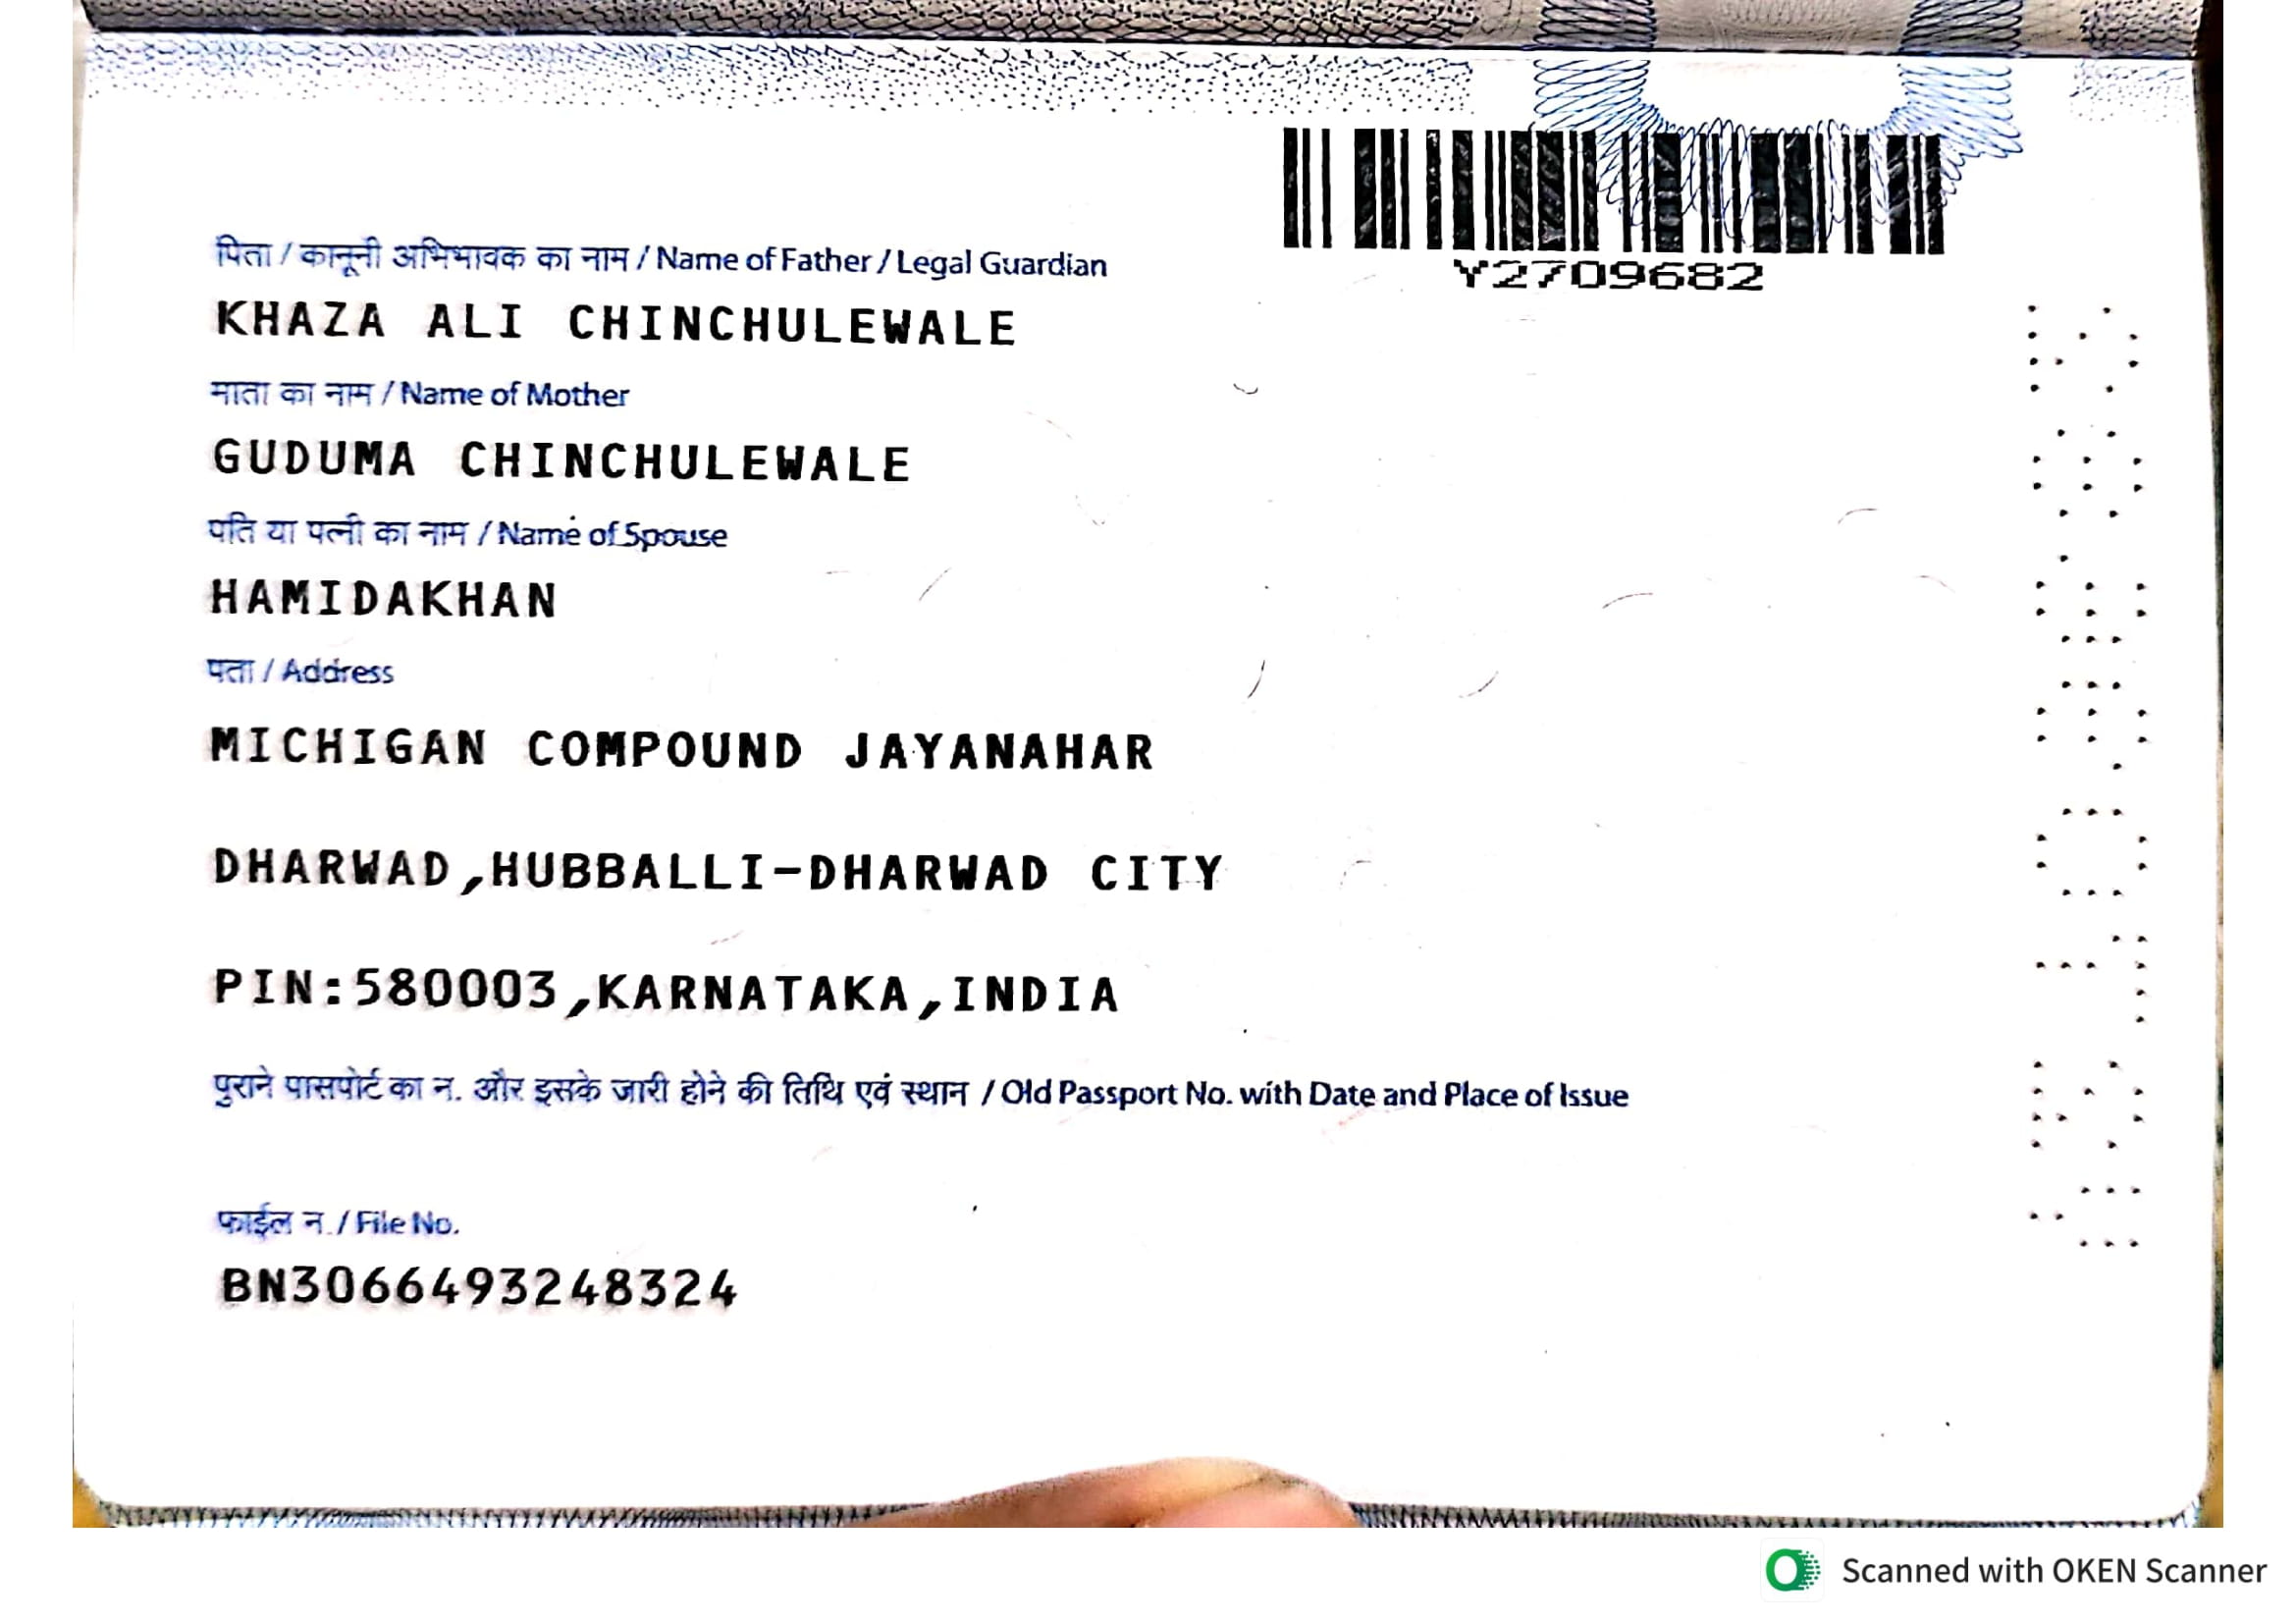 Y2709682
पिता / कानूनी अभिभावक का नाम / Name of Father / Legal Guardian
KHAZA ALI CHINCHULEWALE
माता का नाम / Name of Mother
GUDUMA CHINCHULEWALE
पति या पत्नी का नाम / Name of Spouse
HAMIDAKHAN
पता / Address
MICHIGAN COMPOUND JAYANAHAR
DHARWAD,HUBBALLI-DHARWAD CITY
PIN:580003,KARNATAKA,INDIA
पुराने पासपोर्ट का न. और इसके जारी होने की तिथि एवं स्थान / Old Passport No. with Date and Place of Issue
फाईल न. / File No.
BN3066493248324
Scanned with OKEN Scanner